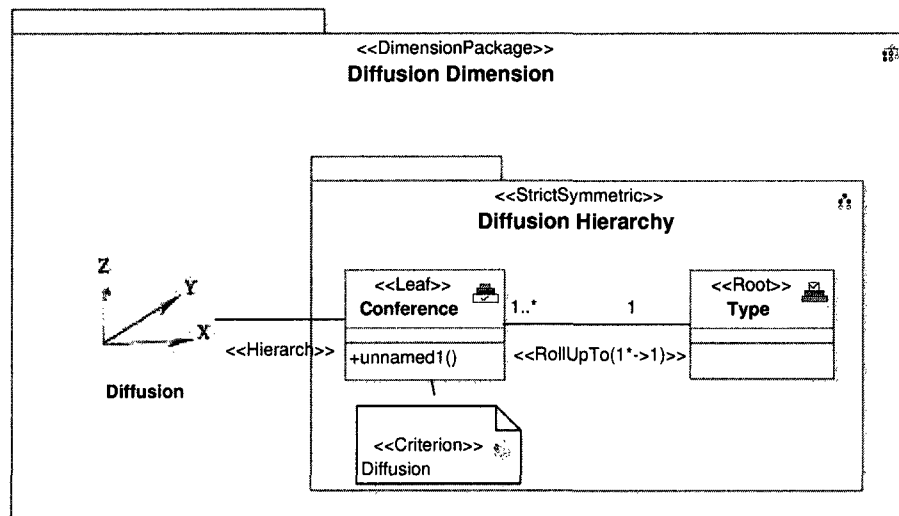 <<DimensionPackage>>
Diffusion Dimension
<<StrictSymmetric>>
Diffusion Hierarchy
Z
Y
X
Diffusion
<<Hierarch>>
<<Leaf>>
Conference
+unnamed1()
1..*
1
<<RollUpTo(1*->1)>>
<<Root>>
Type
<<Criterion>>
Diffusion